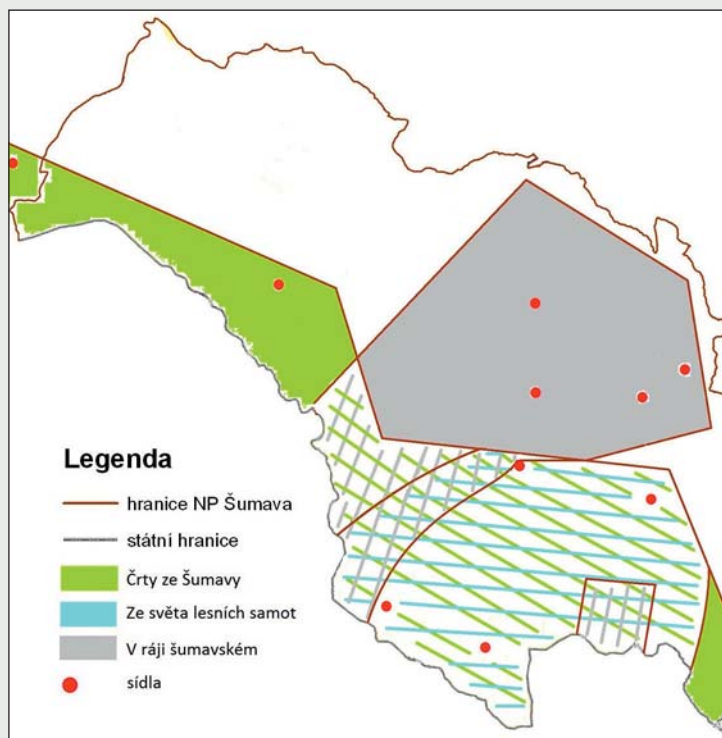 Legenda
hranice NP Šumava
státní hranice
Črty ze Šumavy
Ze světa lesních samot
V ráji šumavském
sídla